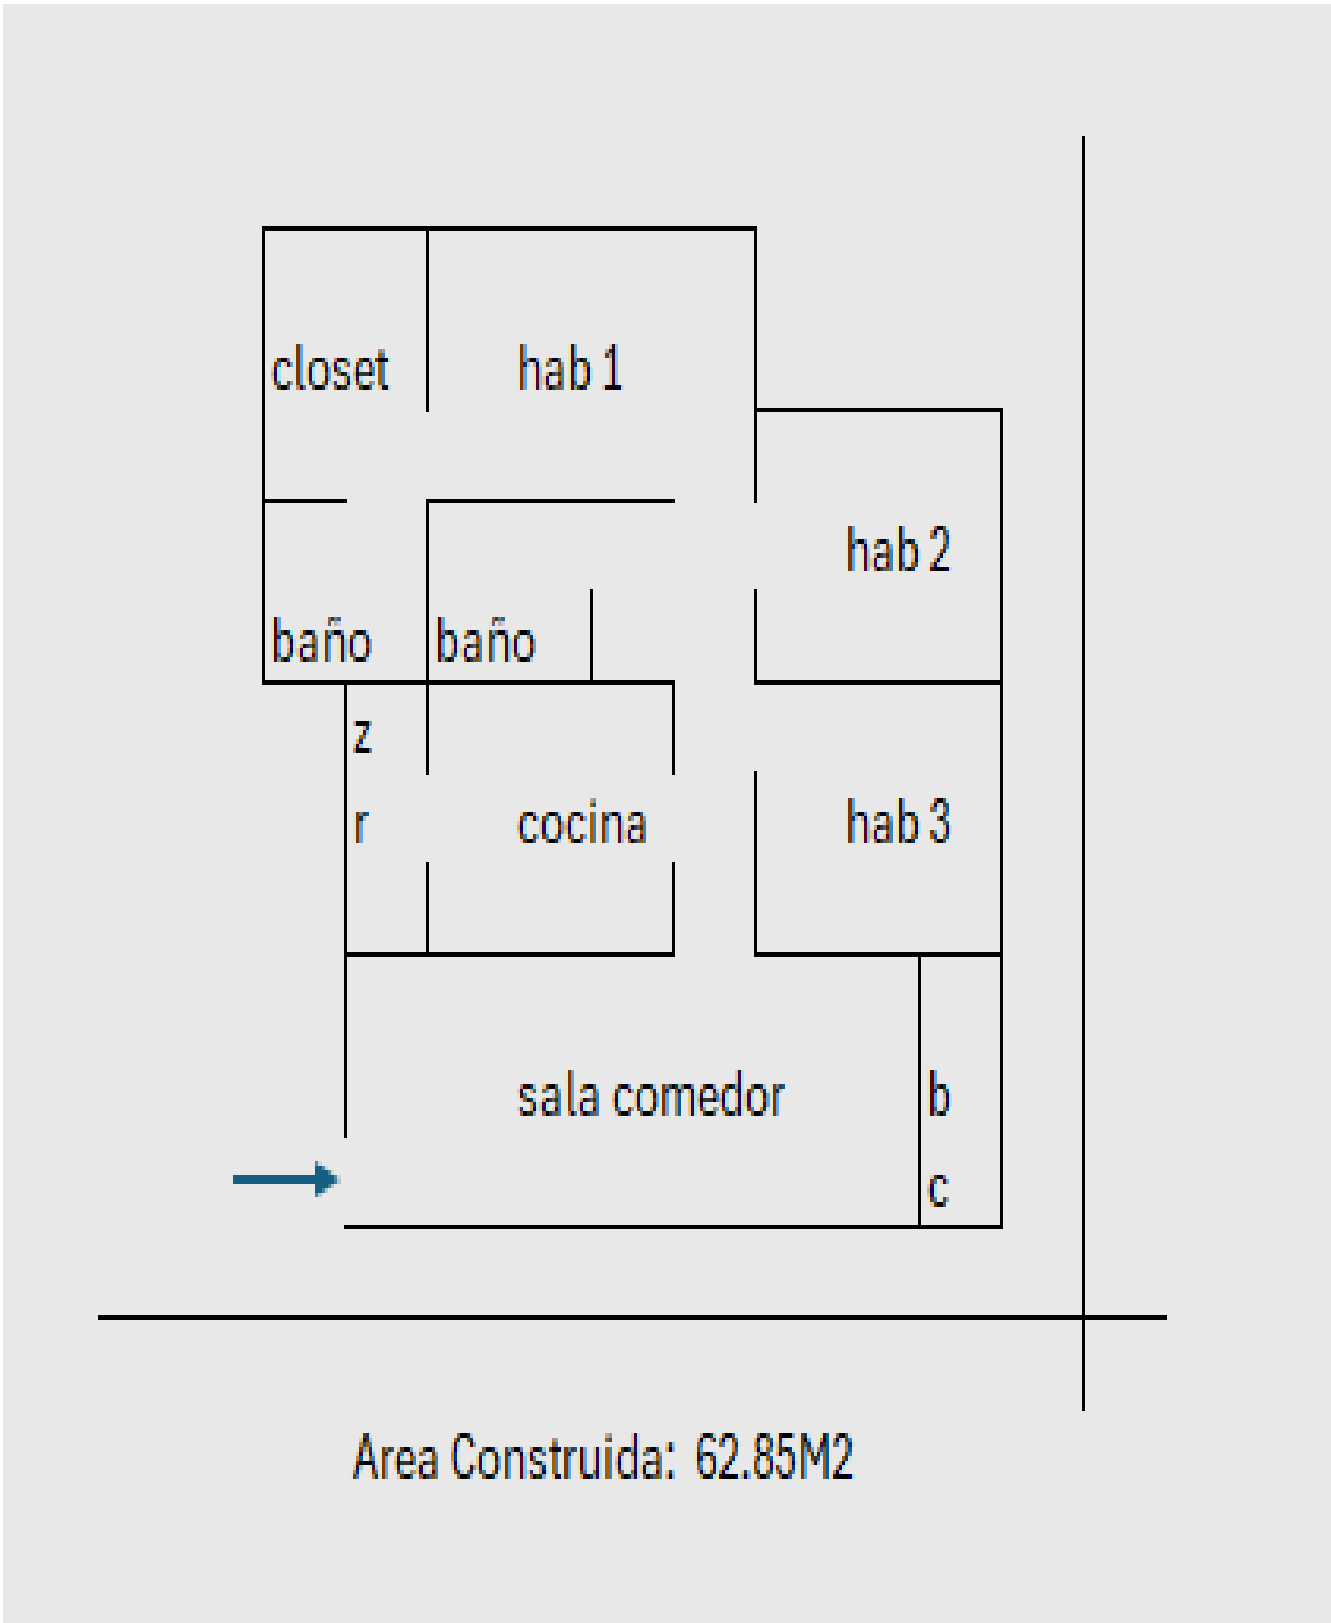 closet hab 1
hab 2
baño baño
z
r cocina hab 3
sala comedor b
c
Area Construida: 62.85M2